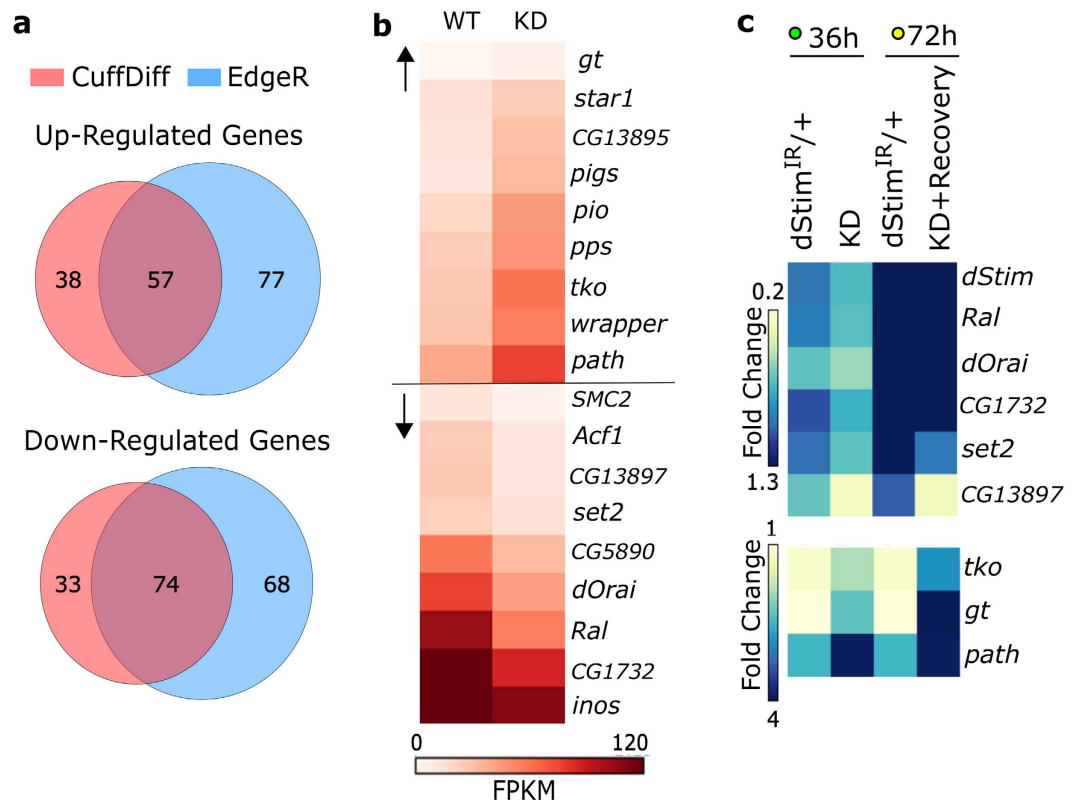 a
CuffDiff EdgeR
Up-Regulated Genes
38 57 77
Down-Regulated Genes
33 74 68
b
WT KD
gt
star1
CG13895
pigs
pio
pps
tko
wrapper
path
SMC2
Acf1
CG13897
set2
CG5890
dOrai
Ral
CG1732
inos
0 120
FPKM
c
36h 72h
dStim^IR/+
KD
dStim^IR/+
KD+Recovery
0.2
Fold Change
1.3
dStim
Ral
dOrai
CG1732
set2
CG13897
1
Fold Change
4
tko
gt
path